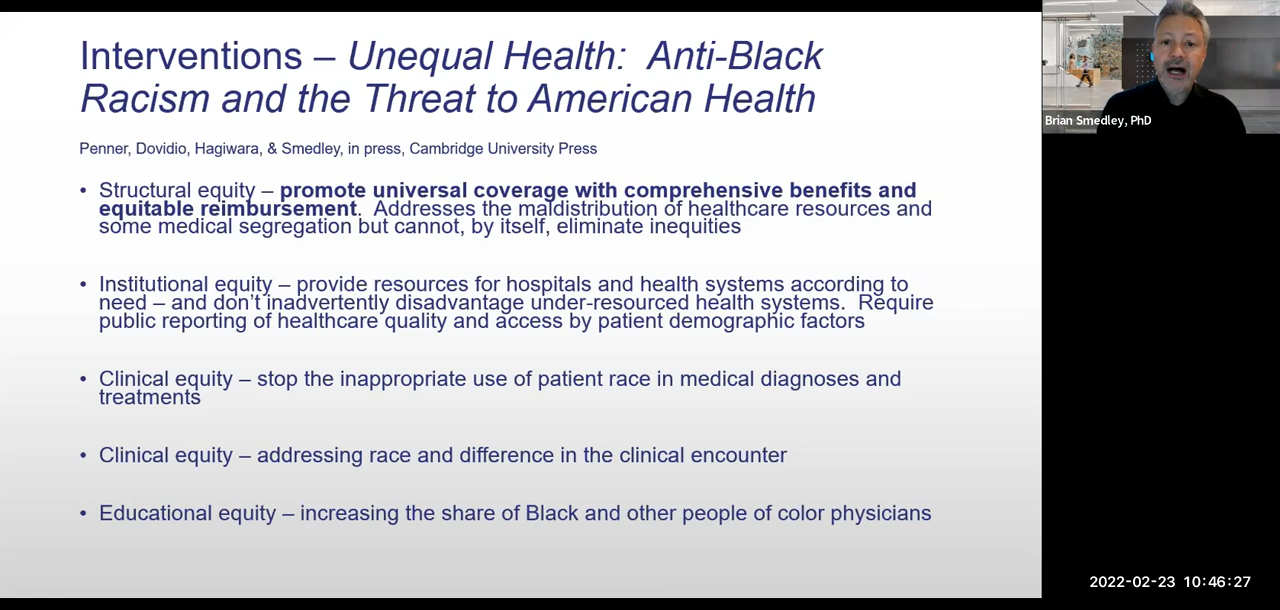 Interventions – Unequal Health:  Anti-Black
Racism and the Threat to American Health
Penner, Dovidio, Hagiwara, & Smedley, in press, Cambridge University Press
• Structural equity – promote universal coverage with comprehensive benefits and
equitable reimbursement.  Addresses the maldistribution of healthcare resources and
some medical segregation but cannot, by itself, eliminate inequities
• Institutional equity – provide resources for hospitals and health systems according to
need – and don’t inadvertently disadvantage under-resourced health systems.  Require
public reporting of healthcare quality and access by patient demographic factors
• Clinical equity – stop the inappropriate use of patient race in medical diagnoses and
treatments
• Clinical equity – addressing race and difference in the clinical encounter
• Educational equity – increasing the share of Black and other people of color physicians
Brian Smedley, PhD
2022-02-23 10:46:27